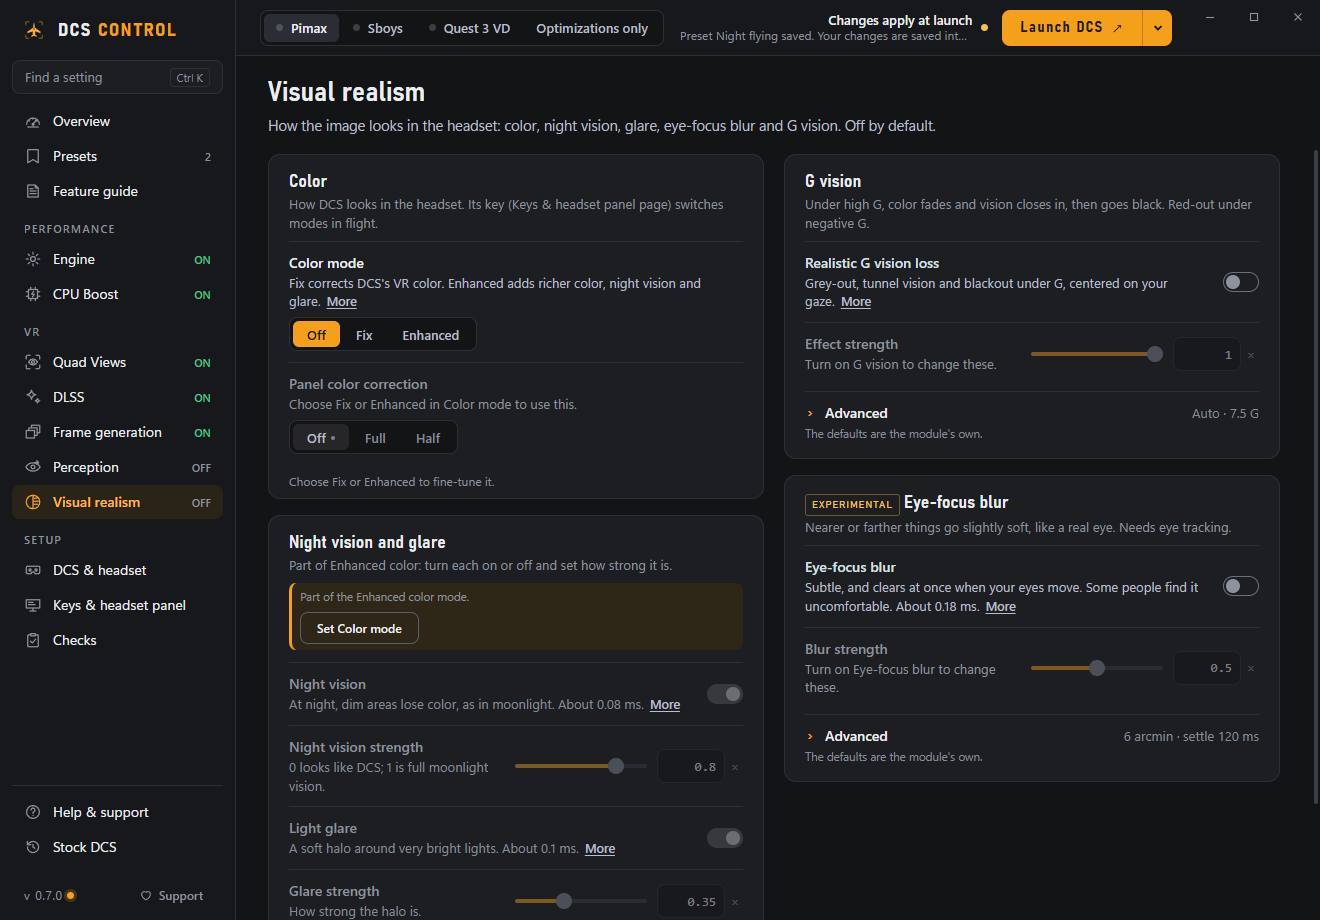 DCS CONTROL
Find a setting
Ctrl K
Overview
Presets
2
Feature guide
PERFORMANCE
Engine
ON
CPU Boost
ON
VR
Quad Views
ON
DLSS
ON
Frame generation
ON
Perception
OFF
Visual realism
OFF
SETUP
DCS & headset
Keys & headset panel
Checks
Help & support
Stock DCS
v 0.7.0
Support
Pimax
Sboys
Quest 3 VD
Optimizations only
Changes apply at launch
Preset Night flying saved. Your changes are saved int...
Launch DCS ↗
Visual realism
How the image looks in the headset: color, night vision, glare, eye-focus blur and G vision. Off by default.
Color
How DCS looks in the headset. Its key (Keys & headset panel page) switches
modes in flight.
Color mode
Fix corrects DCS's VR color. Enhanced adds richer color, night vision and
glare. More
Off
Fix
Enhanced
Panel color correction
Choose Fix or Enhanced in Color mode to use this.
Off
Full
Half
Choose Fix or Enhanced to fine-tune it.
Night vision and glare
Part of Enhanced color: turn each on or off and set how strong it is.
Part of the Enhanced color mode.
Set Color mode
Night vision
At night, dim areas lose color, as in moonlight. About 0.08 ms. More
Night vision strength
0 looks like DCS; 1 is full moonlight
vision.
0.8
×
Light glare
A soft halo around very bright lights. About 0.1 ms. More
Glare strength
How strong the halo is.
0.35
×
G vision
Under high G, color fades and vision closes in, then goes black. Red-out under
negative G.
Realistic G vision loss
Grey-out, tunnel vision and blackout under G, centered on your
gaze. More
Effect strength
Turn on G vision to change these.
1
×
Advanced
Auto · 7.5 G
The defaults are the module's own.
EXPERIMENTAL Eye-focus blur
Nearer or farther things go slightly soft, like a real eye. Needs eye tracking.
Eye-focus blur
Subtle, and clears at once when your eyes move. Some people find it
uncomfortable. About 0.18 ms. More
Blur strength
Turn on Eye-focus blur to change
these.
0.5
×
Advanced
6 arcmin · settle 120 ms
The defaults are the module's own.